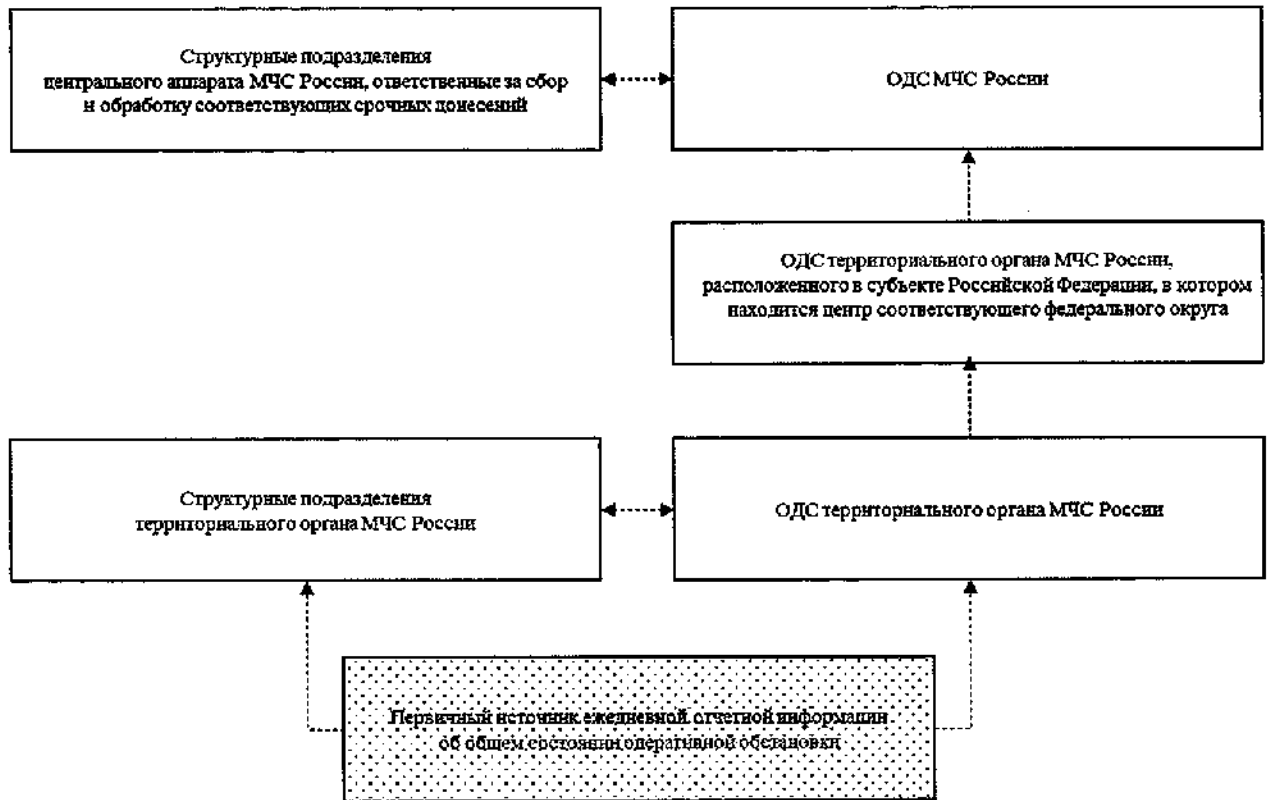 Структурные подразделения
центрального аппарата МЧС России, ответственные за сбор
и обработку соответствующих срочных донесений
ОДС МЧС России
ОДС территориального органа МЧС России,
расположенного в субъекте Российской Федерации, в котором
находится центр соответствующего федерального округа
Структурные подразделения
территориального органа МЧС России
ОДС территориального органа МЧС России
Первичный источник ежедневной отчетной информации
об общем состоянии оперативной обстановки